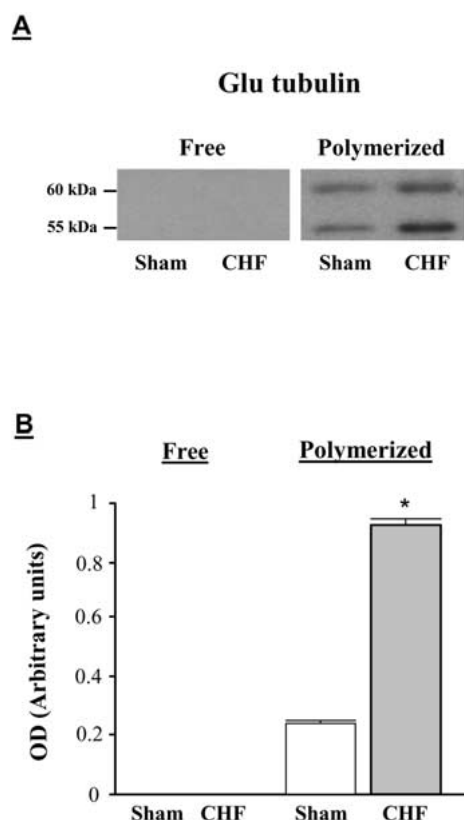 A
Glu tubulin
Free Polymerized
60 kDa
55 kDa
Sham CHF Sham CHF
B
Free Polymerized
OD (Arbitrary units)
1
0.8
0.6
0.4
0.2
0
*
Sham CHF Sham CHF